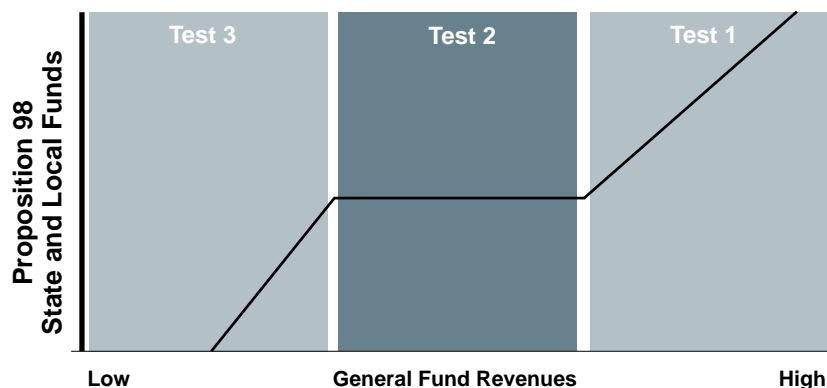 Test 3
Test 2
Test 1
Proposition 98
State and Local Funds
Low
General Fund Revenues
High